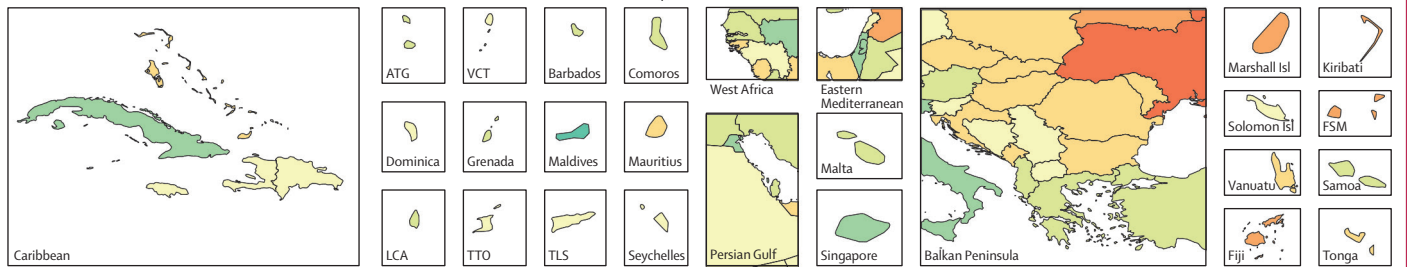 Caribbean
ATG
VCT
Barbados
Comoros
Dominica
Grenada
Maldives
Mauritius
LCA
TTO
TLS
Seychelles
West Africa
Eastern
Mediterranean
Persian Gulf
Malta
Singapore
Balkan Peninsula
Marshall Isl
Kiribati
Solomon Isl
FSM
Vanuatu
Samoa
Fiji
Tonga